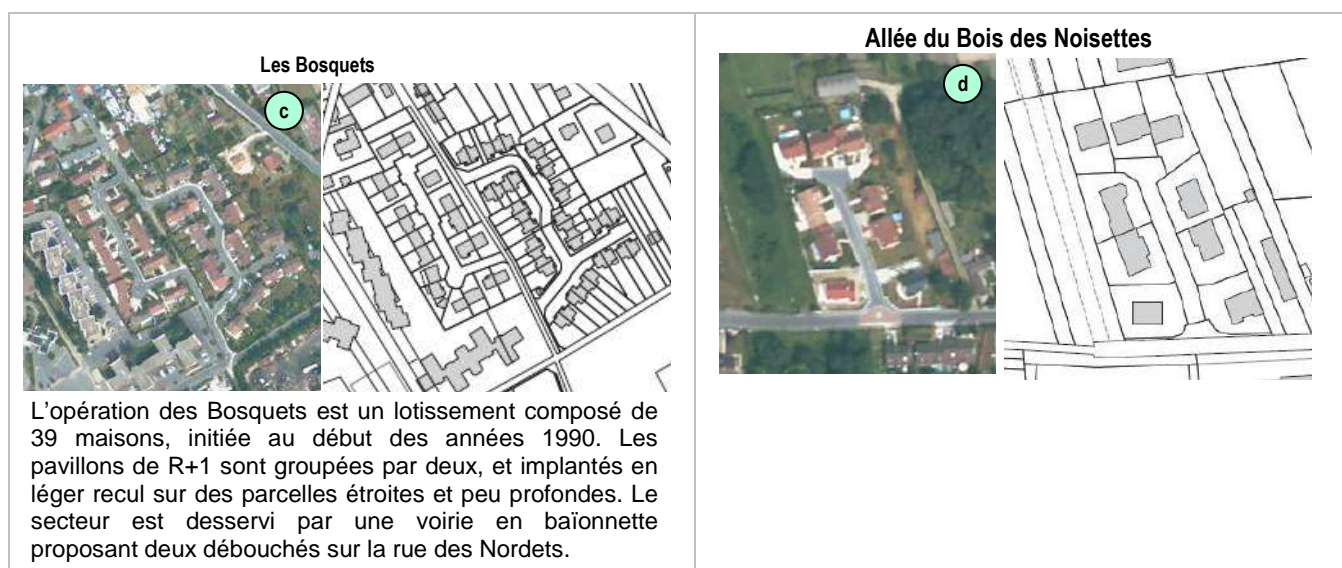 Les Bosquets
c
L’opération des Bosquets est un lotissement composé de
39 maisons, initiée au début des années 1990. Les
pavillons de R+1 sont groupées par deux, et implantés en
léger recul sur des parcelles étroites et peu profondes. Le
secteur est desservi par une voirie en baïonnette
proposant deux débouchés sur la rue des Nordets.
Allée du Bois des Noisettes
d